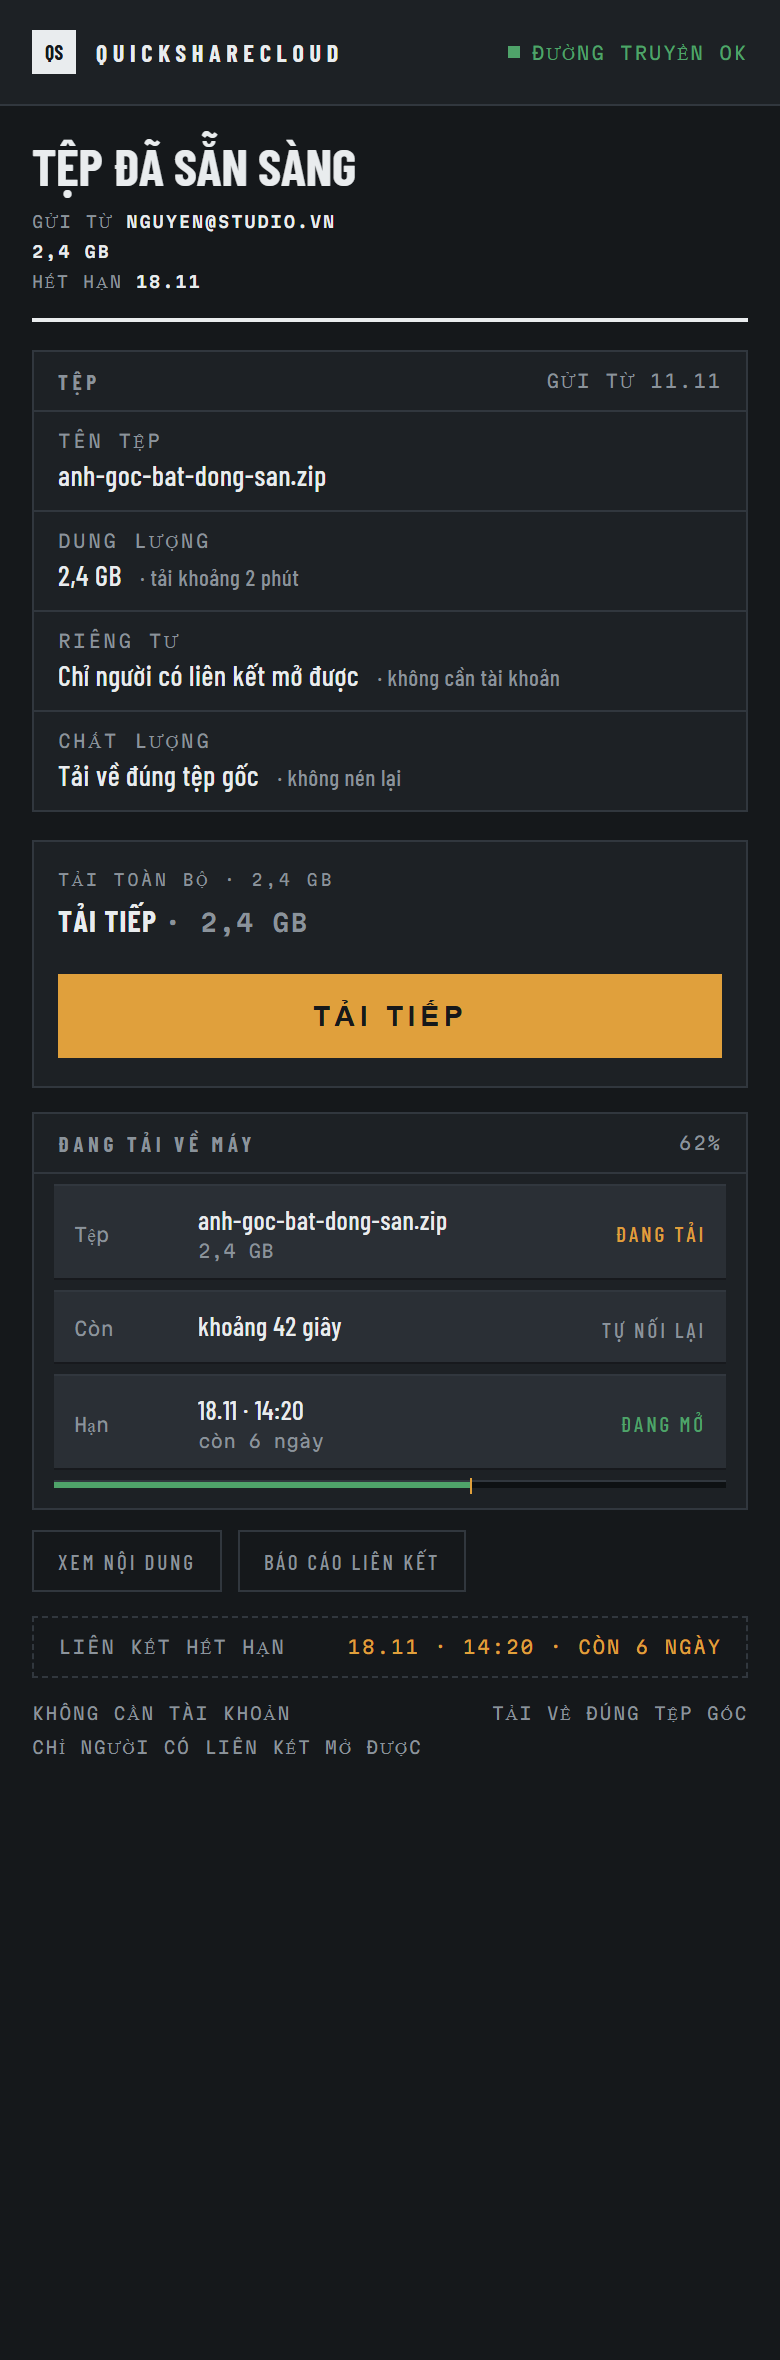 QS QUICKSHARECLOUD
ĐƯỜNG TRUYỀN OK
TỆP ĐÃ SẴN SÀNG
GỬI TỪ NGUYEN@STUDIO.VN
2,4 GB
HẾT HẠN 18.11
TỆP
GỬI TỪ 11.11
TÊN TỆP
anh-goc-bat-dong-san.zip
DUNG LƯỢNG
2,4 GB · tải khoảng 2 phút
RIÊNG TƯ
Chỉ người có liên kết mở được · không cần tài khoản
CHẤT LƯỢNG
Tải về đúng tệp gốc · không nén lại
TẢI TOÀN BỘ · 2,4 GB
TẢI TIẾP · 2,4 GB
TẢI TIẾP
ĐANG TẢI VỀ MÁY
62%
Tệp
anh-goc-bat-dong-san.zip
2,4 GB
ĐANG TẢI
Còn
khoảng 42 giây
TỰ NỐI LẠI
Hạn
18.11 · 14:20
còn 6 ngày
ĐANG MỞ
XEM NỘI DUNG
BÁO CÁO LIÊN KẾT
LIÊN KẾT HẾT HẠN
18.11 · 14:20 · CÒN 6 NGÀY
KHÔNG CẦN TÀI KHOẢN
TẢI VỀ ĐÚNG TỆP GỐC
CHỈ NGƯỜI CÓ LIÊN KẾT MỞ ĐƯỢC